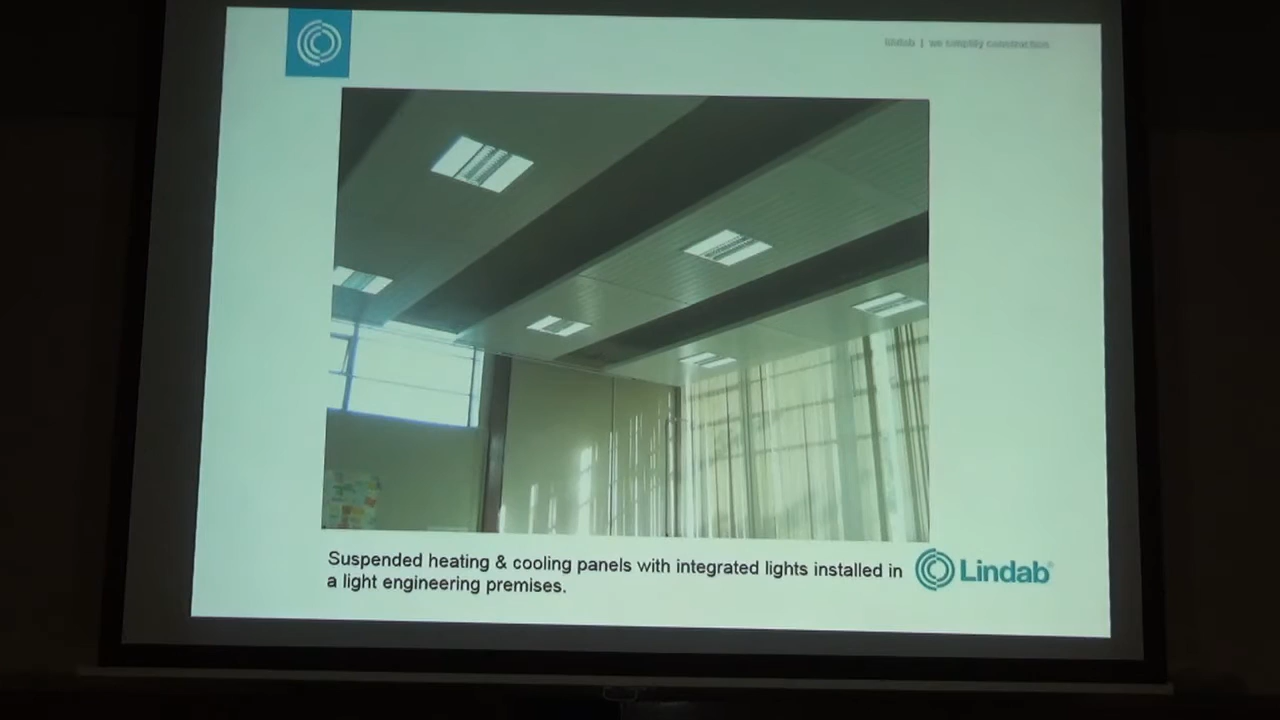 lindab | we simplify construction
Suspended heating & cooling panels with integrated lights installed in
a light engineering premises.
Lindab